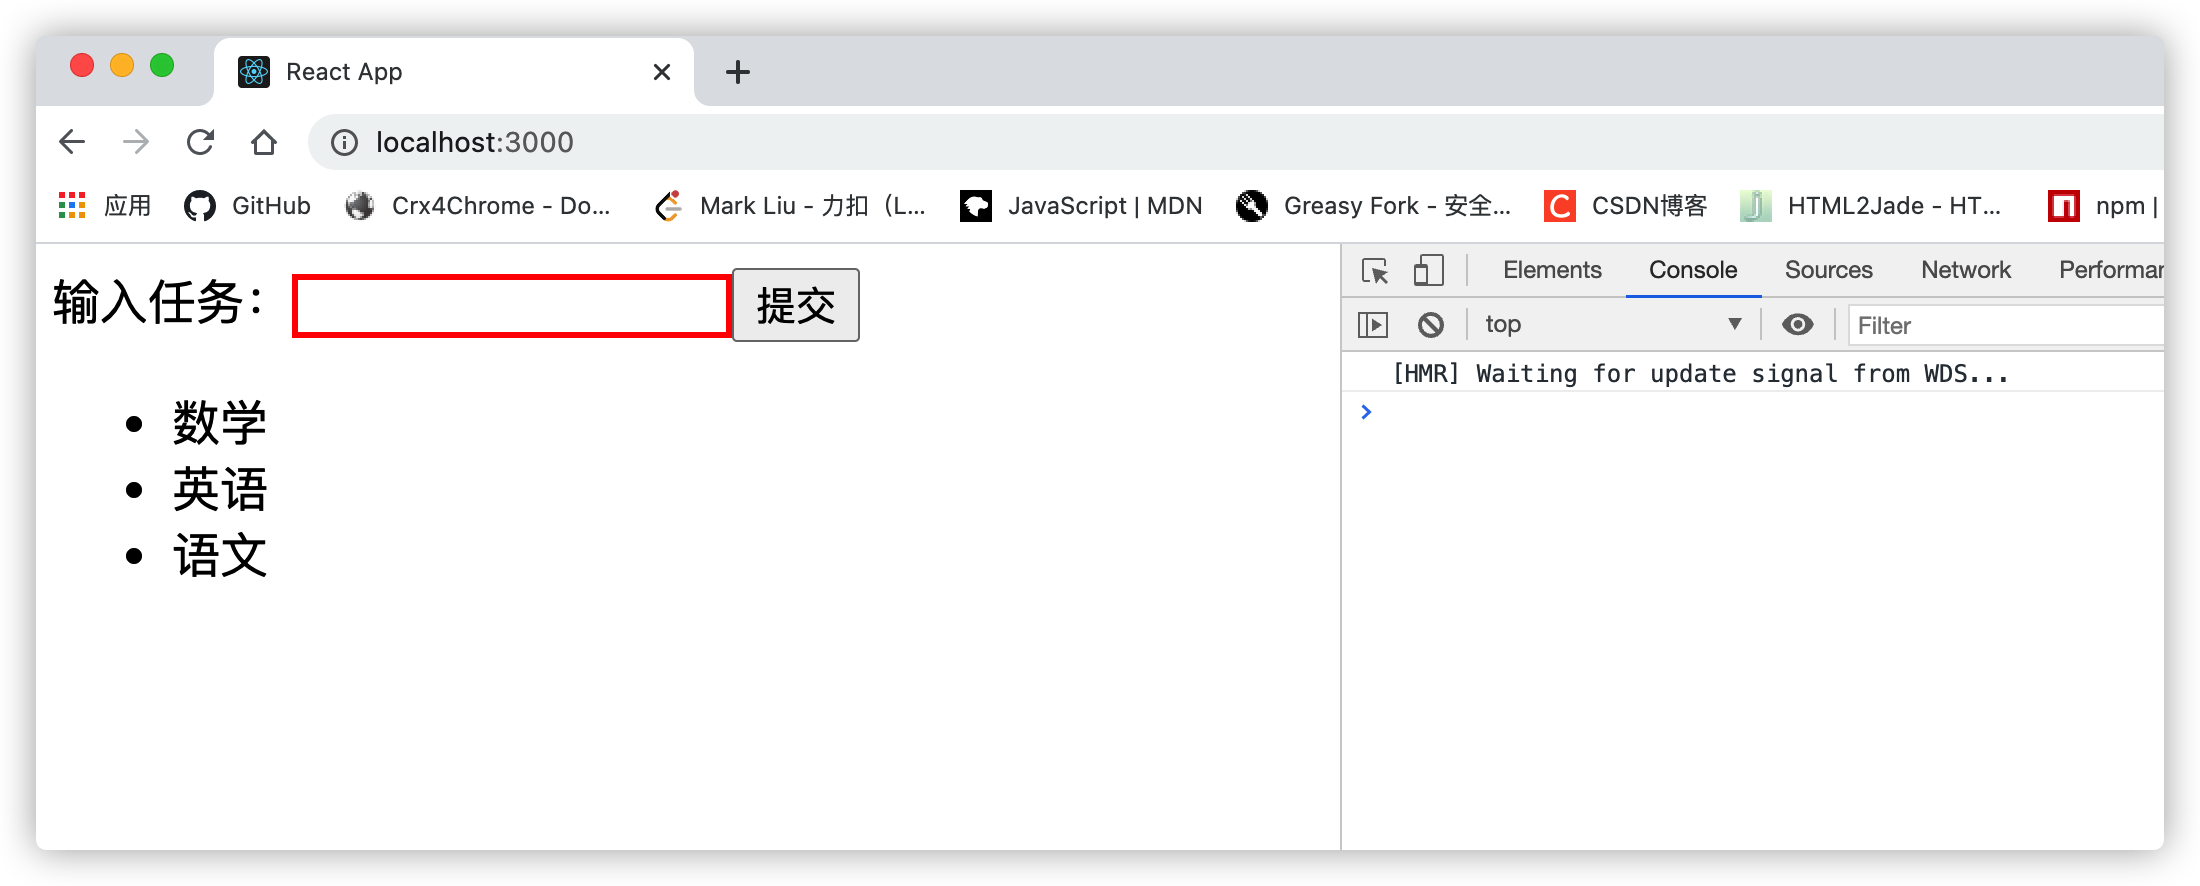 React App
localhost:3000
应用 GitHub Crx4Chrome - Do... Mark Liu - 力扣（L... JavaScript | MDN Greasy Fork - 安全... CSDN博客 HTML2Jade - HT... npm |
输入任务： 提交
数学
英语
语文
Elements Console Sources Network Performar
top Filter
[HMR] Waiting for update signal from WDS...